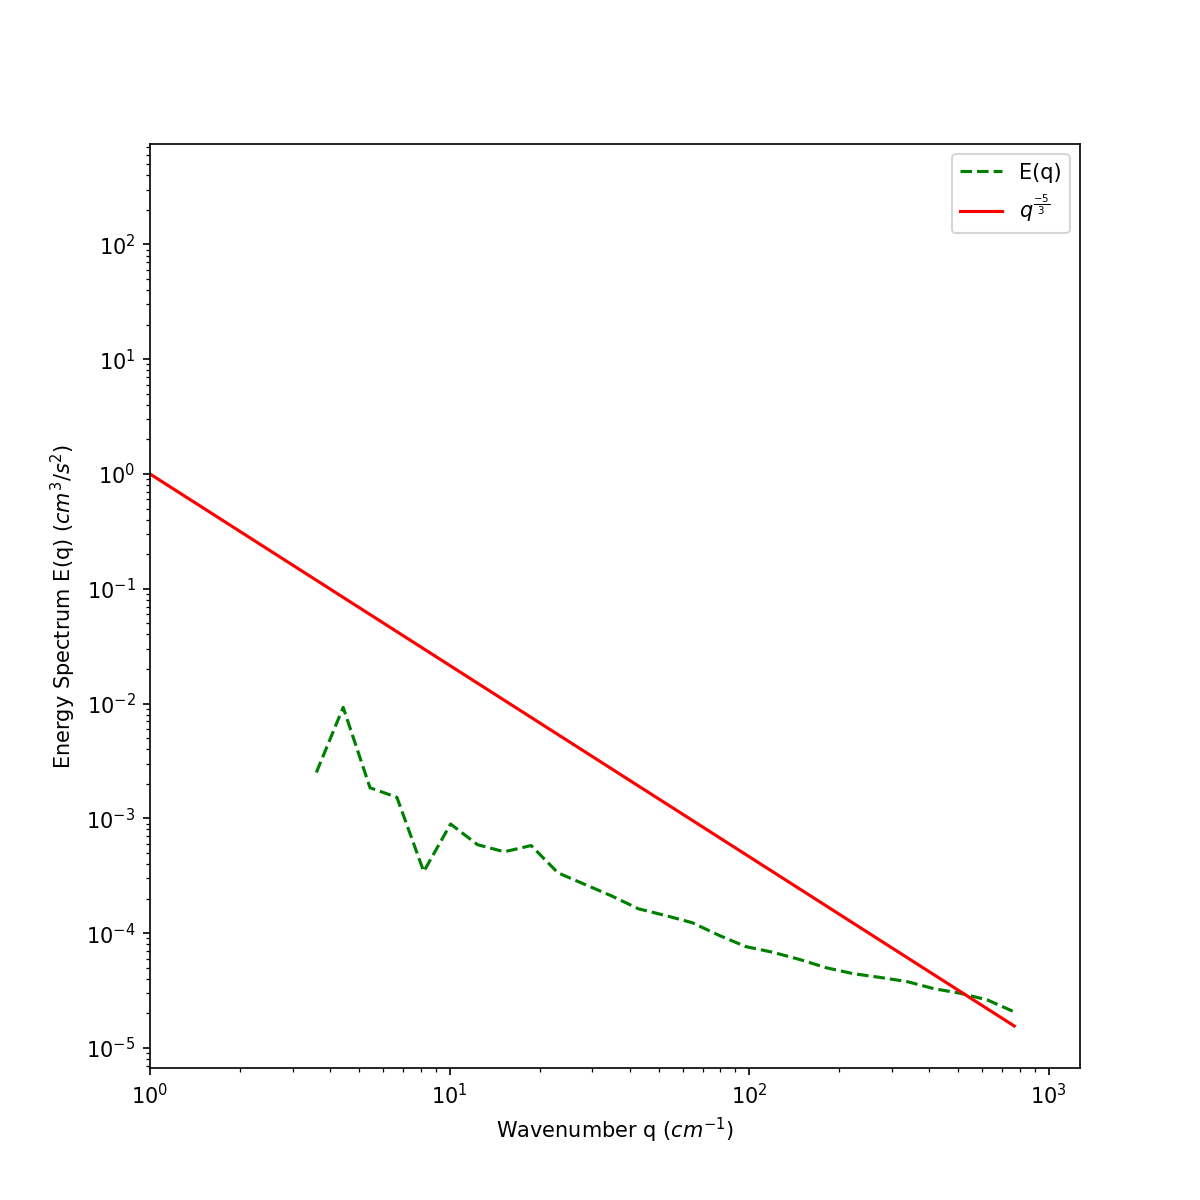 E(q)
q^{-5/3}
10^2
10^1
10^0
10^{-1}
10^{-2}
10^{-3}
10^{-4}
10^{-5}
Energy Spectrum E(q) (cm^3/s^2)
10^0 10^1 10^2 10^3
Wavenumber q (cm^{-1})